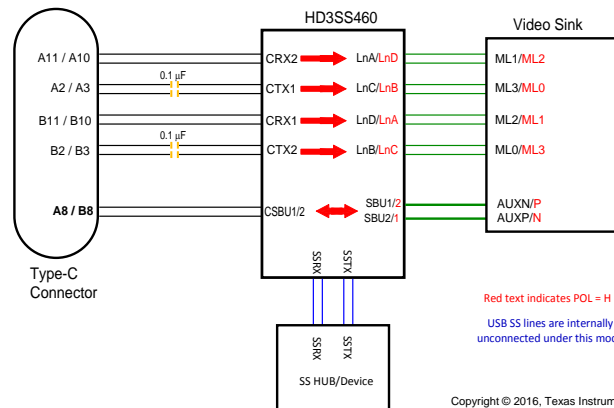 HD3SS460
Video Sink
A11 / A10
CRX2
LnA/LnD
ML1/ML2
0.1 µF
A2 / A3
CTX1
LnC/LnB
ML3/ML0
B11 / B10
CRX1
LnD/LnA
ML2/ML1
0.1 µF
B2 / B3
CTX2
LnB/LnC
ML0/ML3
A8 / B8
CSBU1/2
SBU1/2
SBU2/1
AUXN/P
AUXP/N
Type-C
Connector
SSRX
SSTX
Red text indicates POL = H
USB SS lines are internally
unconnected under this mod
SSRX
SSTX
SS HUB/Device
Copyright © 2016, Texas Instrum